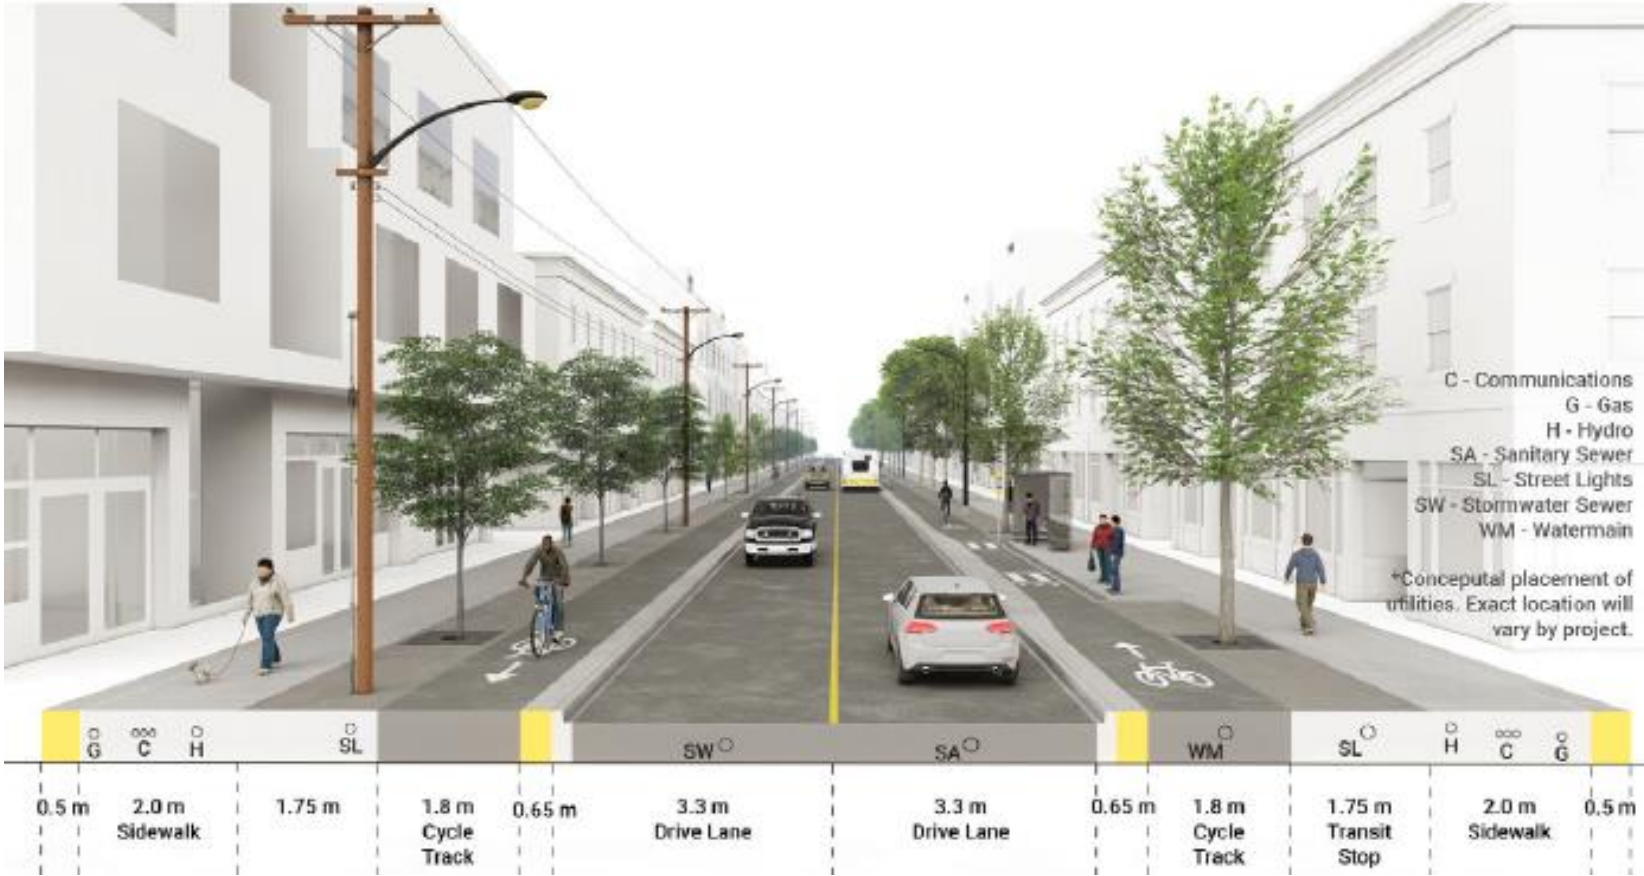 C - Communications
G - Gas
H - Hydro
SA - Sanitary Sewer
SL - Street Lights
SW - Stormwater Sewer
WM - Watermain
*Conceputal placement of
utilities. Exact location will
vary by project.
G C H SL SW SA WM SL H C G
0.5 m 2.0 m 1.75 m 1.8 m 0.65 m 3.3 m 3.3 m 0.65 m 1.8 m 1.75 m 2.0 m 0.5 m
Sidewalk Cycle Drive Lane Drive Lane Cycle Transit Sidewalk
Track Track Stop